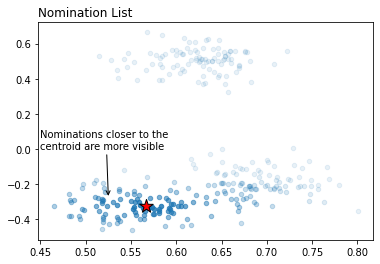 Nomination List
0.6
0.4
0.2
0.0
−0.2
−0.4
Nominations closer to the
centroid are more visible
0.45 0.50 0.55 0.60 0.65 0.70 0.75 0.80